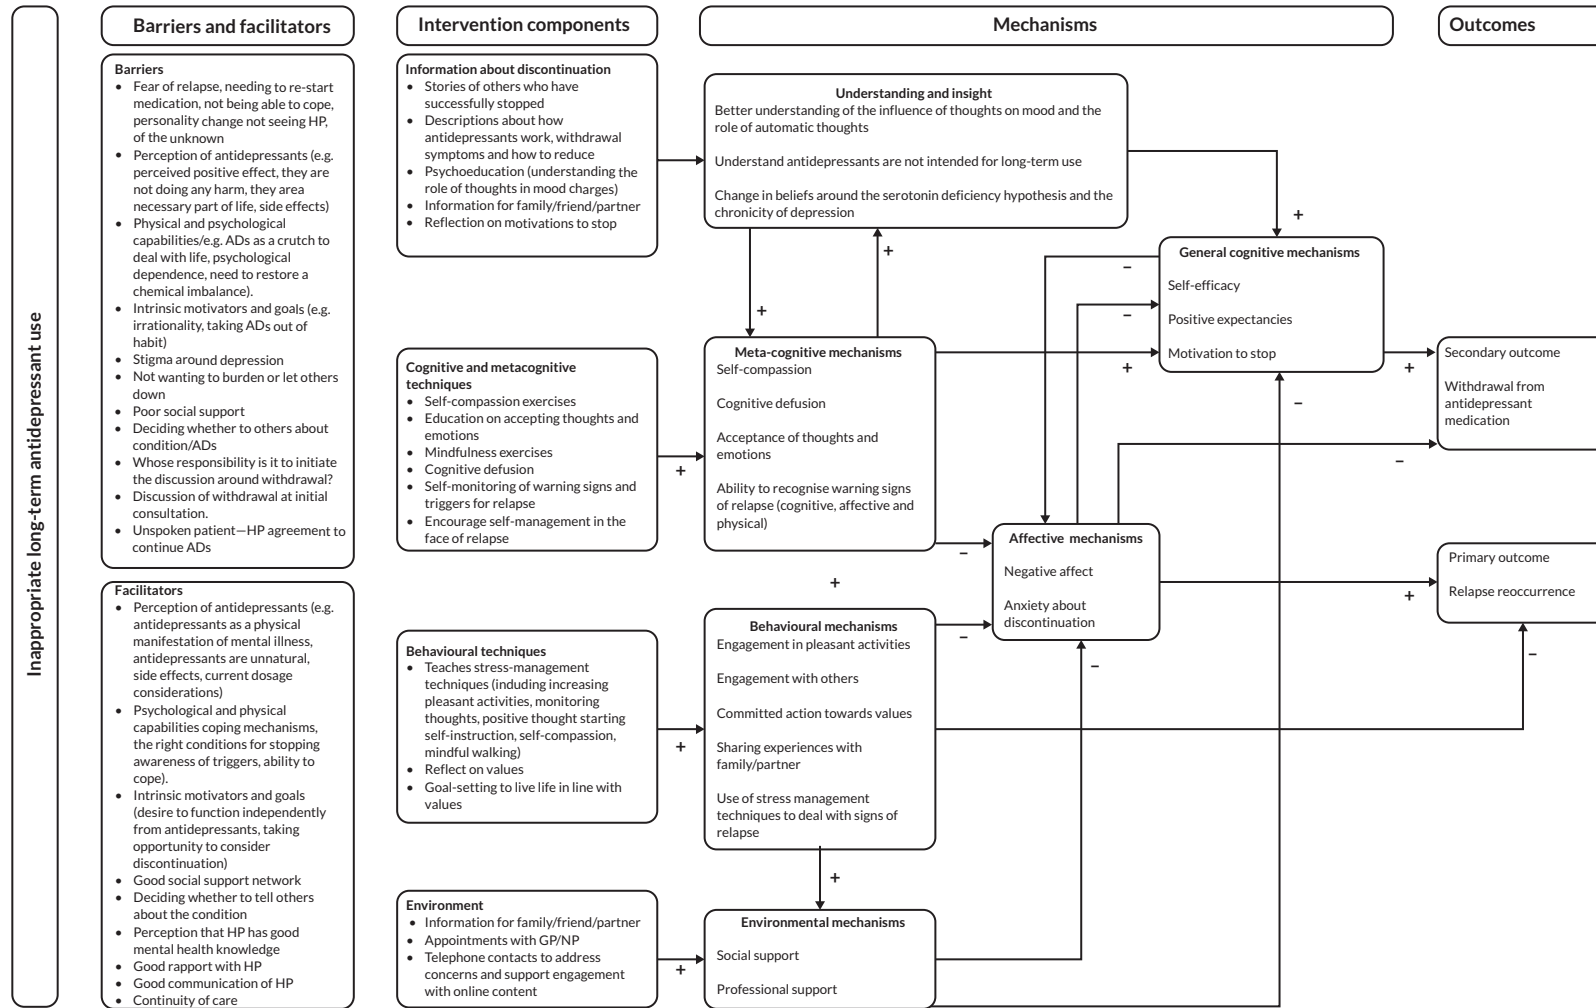 Inappropriate long-term antidepressant use
Barriers and facilitators
Barriers
• Fear of relapse, needing to re-start
medication, not being able to cope,
personality change not seeing HP,
of the unknown
• Perception of antidepressants (e.g.
perceived positive effect, they are
not doing any harm, they area
necessary part of life, side effects)
• Physical and psychological
capabilities/e.g. ADs as a crutch to
deal with life, psychological
dependence, need to restore a
chemical imbalance).
• Intrinsic motivators and goals (e.g.
irrationality, taking ADs out of
habit)
• Stigma around depression
• Not wanting to burden or let others
down
• Poor social support
• Deciding whether to others about
condition/ADs
• Whose responsibility is it to initiate
the discussion around withdrawal?
• Discussion of withdrawal at initial
consultation.
• Unspoken patient—HP agreement to
continue ADs
Facilitators
• Perception of antidepressants (e.g.
antidepressants as a physical
manifestation of mental illness,
antidepressants are unnatural,
side effects, current dosage
considerations)
• Psychological and physical
capabilities coping mechanisms,
the right conditions for stopping
awareness of triggers, ability to
cope).
• Intrinsic motivators and goals
(desire to function independently
from antidepressants, taking
opportunity to consider
discontinuation)
• Good social support network
• Deciding whether to tell others
about the condition
• Perception that HP has good
mental health knowledge
• Good rapport with HP
• Good communication of HP
• Continuity of care
Intervention components
Information about discontinuation
• Stories of others who have
successfully stopped
• Descriptions about how
antidepressants work, withdrawal
symptoms and how to reduce
• Psychoeducation (understanding the
role of thoughts in mood charges)
• Information for family/friend/partner
• Reflection on motivations to stop
Cognitive and metacognitive
techniques
• Self-compassion exercises
• Education on accepting thoughts and
emotions
• Mindfulness exercises
• Cognitive defusion
• Self-monitoring of warning signs and
triggers for relapse
• Encourage self-management in the
face of relapse
+
Behavioural techniques
• Teaches stress-management
techniques (including increasing
pleasant activities, monitoring
thoughts, positive thought starting
self-instruction, self-compassion,
mindful walking)
• Reflect on values
• Goal-setting to live life in line with
values
+
Environment
• Information for family/friend/partner
• Appointments with GP/NP
• Telephone contacts to address
concerns and support engagement
with online content
+
Mechanisms
Understanding and insight
Better understanding of the influence of thoughts on mood and the
role of automatic thoughts
Understand antidepressants are not intended for long-term use
Change in beliefs around the serotonin deficiency hypothesis and the
chronicity of depression
+
+
+
Meta-cognitive mechanisms
Self-compassion
Cognitive defusion
Acceptance of thoughts and
emotions
Ability to recognise warning signs
of relapse (cognitive, affective and
physical)
+
–
+
Behavioural mechanisms
Engagement in pleasant activities
Engagement with others
Committed action towards values
Sharing experiences with
family/partner
Use of stress management
techniques to deal with signs of
relapse
–
+
Environmental mechanisms
Social support
Professional support
General cognitive mechanisms
Self-efficacy
Positive expectancies
Motivation to stop
–
–
–
+
Affective mechanisms
Negative affect
Anxiety about
discontinuation
–
–
+
–
Outcomes
Secondary outcome
Withdrawal from
antidepressant
medication
Primary outcome
Relapse reoccurrence